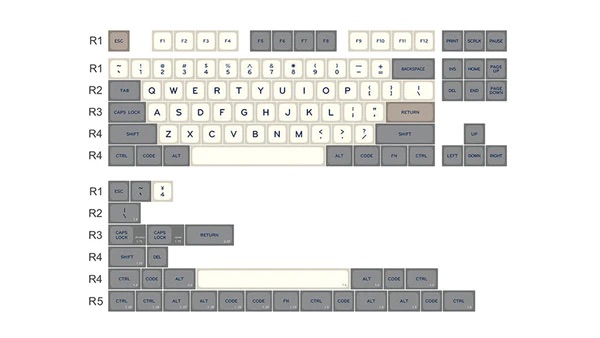 R1 ESC F1 F2 F3 F4 F5 F6 F7 F8 F9 F10 F11 F12 PRINT SCRLK PAUSE
R1 ~ ` ! 1 @ 2 # 3 $ 4 % 5 ^ 6 & 7 * 8 ( 9 ) 0 _ - + = BACKSPACE INS HOME PAGE UP
R2 TAB Q W E R T Y U I O P { [ } ] | \ DEL END PAGE DOWN
R3 CAPS LOCK A S D F G H J K L : ; " ' RETURN
R4 SHIFT Z X C V B N M < , > . ? / SHIFT UP
R4 CTRL CODE ALT ALT CODE FN CTRL LEFT DOWN RIGHT
R1 ESC ~ ` ¥ 4
R2 | \
R3 CAPS LOCK CAPS LOCK RETURN
R4 SHIFT DEL
R4 CTRL CODE ALT ALT CODE CTRL
R5 CTRL CTRL ALT CODE CODE FN CTRL CODE ALT ALT CODE CTRL